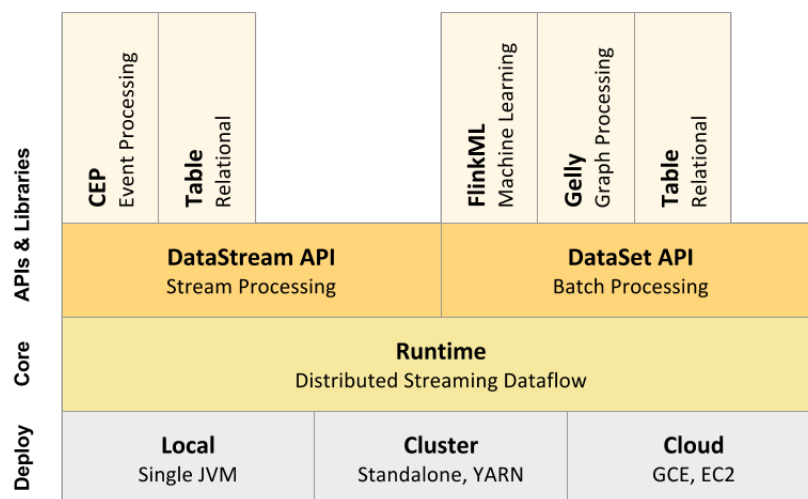 APIs & Libraries
CEP
Event Processing
Table
Relational
FlinkML
Machine Learning
Gelly
Graph Processing
Table
Relational
DataStream API
Stream Processing
DataSet API
Batch Processing
Core
Runtime
Distributed Streaming Dataflow
Deploy
Local
Single JVM
Cluster
Standalone, YARN
Cloud
GCE, EC2